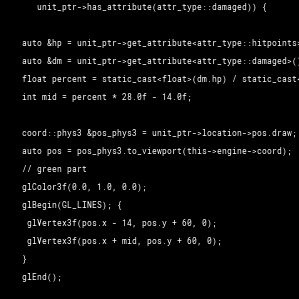 unit_ptr->has_attribute(attr_type::damaged)) {
auto &hp = unit_ptr->get_attribute<attr_type::hitpoints>
auto &dm = unit_ptr->get_attribute<attr_type::damaged>()
float percent = static_cast<float>(dm.hp) / static_cast<
int mid = percent * 28.0f - 14.0f;
coord::phys3 &pos_phys3 = unit_ptr->location->pos.draw;
auto pos = pos_phys3.to_viewport(this->engine->coord);
// green part
glColor3f(0.0, 1.0, 0.0);
glBegin(GL_LINES); {
glVertex3f(pos.x - 14, pos.y + 60, 0);
glVertex3f(pos.x + mid, pos.y + 60, 0);
}
glEnd();